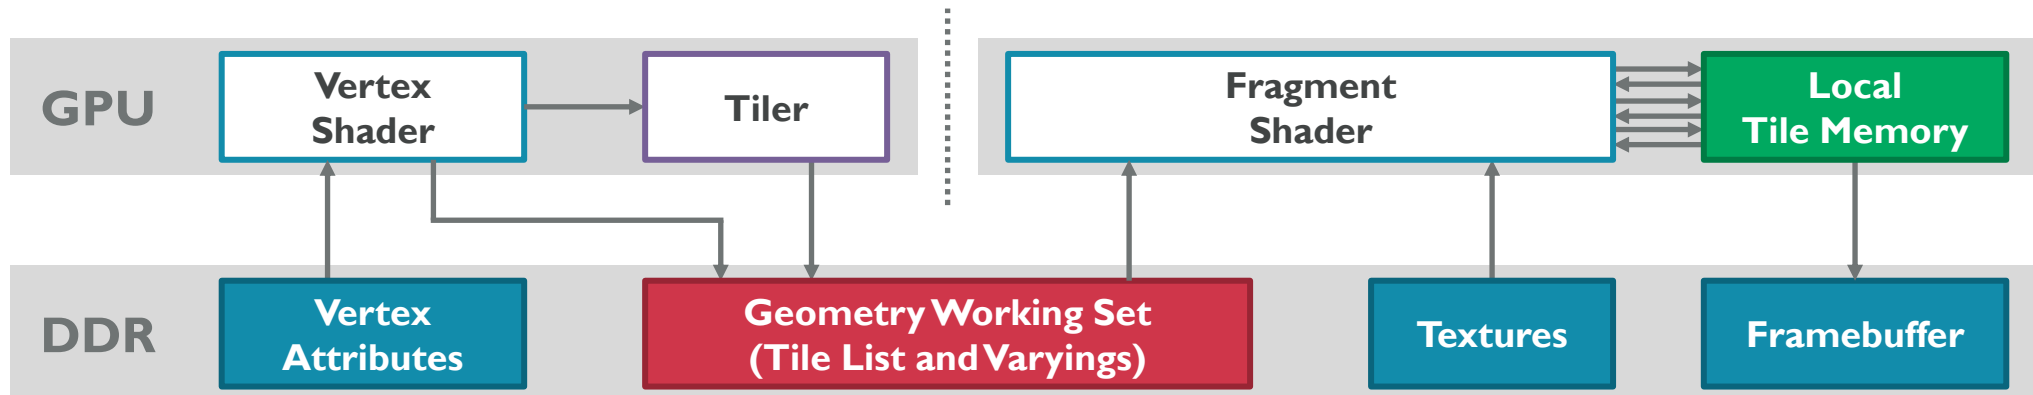 GPU
Vertex
Shader
Tiler
Fragment
Shader
Local
Tile Memory
DDR
Vertex
Attributes
Geometry Working Set
(Tile List and Varyings)
Textures
Framebuffer